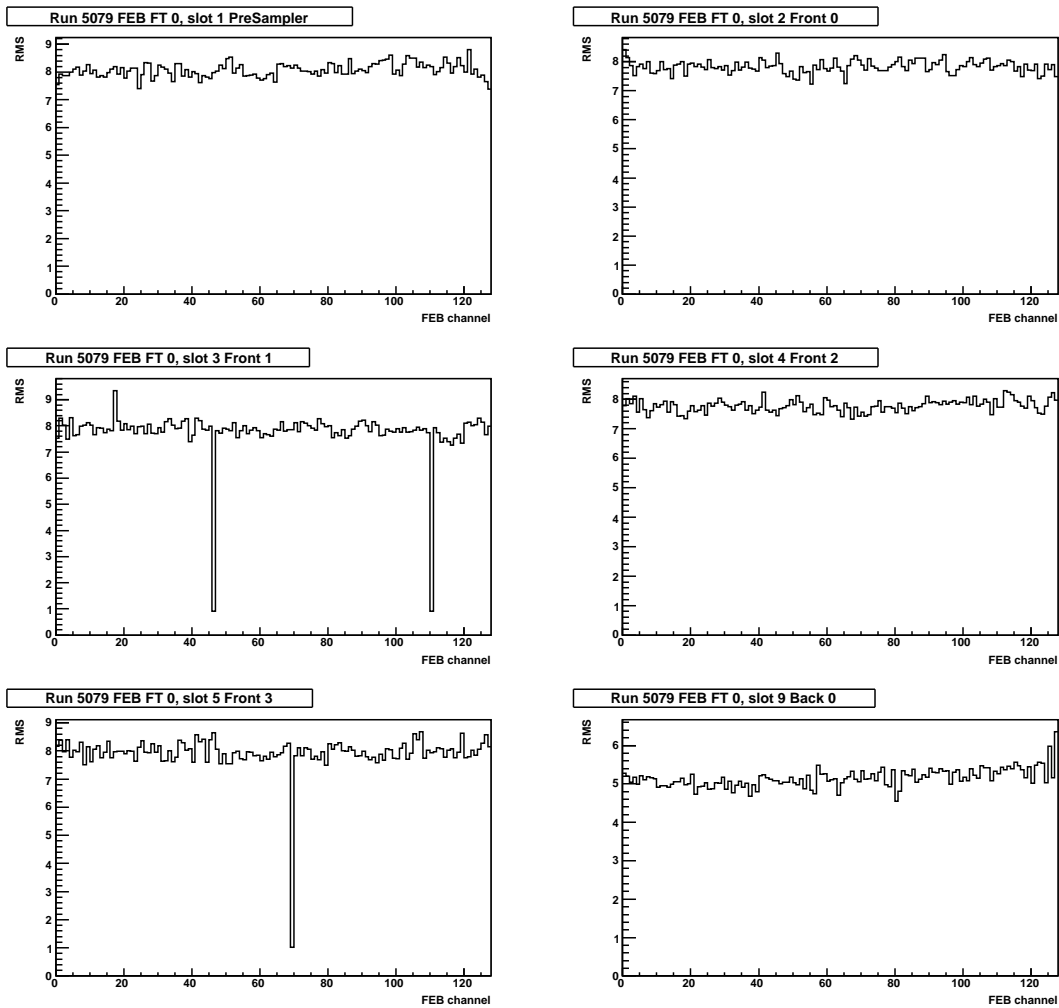 Run 5079 FEB FT 0, slot 1 PreSampler
RMS
9
8
7
6
5
4
3
2
1
0
0 20 40 60 80 100 120
FEB channel
Run 5079 FEB FT 0, slot 2 Front 0
RMS
8
7
6
5
4
3
2
1
0
0 20 40 60 80 100 120
FEB channel
Run 5079 FEB FT 0, slot 3 Front 1
RMS
9
8
7
6
5
4
3
2
1
0
0 20 40 60 80 100 120
FEB channel
Run 5079 FEB FT 0, slot 4 Front 2
RMS
8
7
6
5
4
3
2
1
0
0 20 40 60 80 100 120
FEB channel
Run 5079 FEB FT 0, slot 5 Front 3
RMS
9
8
7
6
5
4
3
2
1
0
0 20 40 60 80 100 120
FEB channel
Run 5079 FEB FT 0, slot 9 Back 0
RMS
6
5
4
3
2
1
0
0 20 40 60 80 100 120
FEB channel